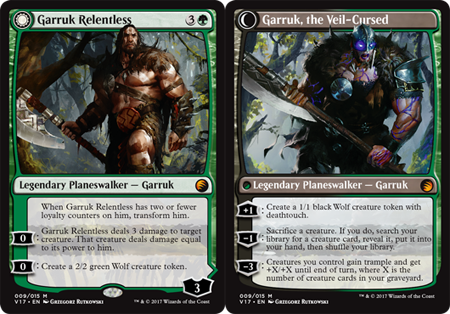 Garruk Relentless 3
Legendary Planeswalker — Garruk
When Garruk Relentless has two or fewer
loyalty counters on him, transform him.
0: Garruk Relentless deals 3 damage to target
creature. That creature deals damage
equal to its power to him.
0: Create a 2/2 green Wolf creature token.
3
009/015 M
V17 • EN GRZEGORZ RUTKOWSKI
™ & © 2017 Wizards of the Coast
Garruk, the Veil-Cursed
Legendary Planeswalker — Garruk
+1: Create a 1/1 black Wolf creature token with
deathtouch.
-1: Sacrifice a creature. If you do, search your
library for a creature card, reveal it, put it into
your hand, then shuffle your library.
-3: Creatures you control gain trample and get
+X/+X until end of turn, where X is the
number of creature cards in your graveyard.
009/015 M
V17 • EN GRZEGORZ RUTKOWSKI
™ & © 2017 Wizards of the Coast